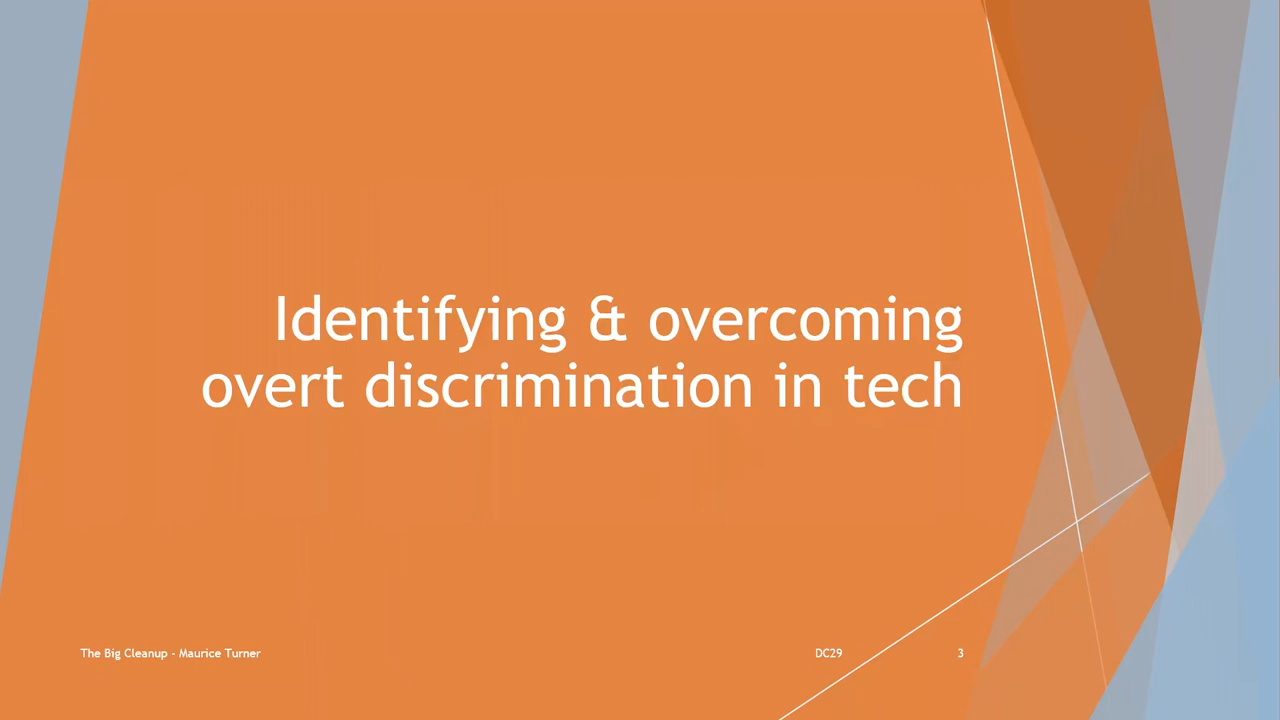 Identifying & overcoming
overt discrimination in tech
The Big Cleanup - Maurice Turner
DC29
3